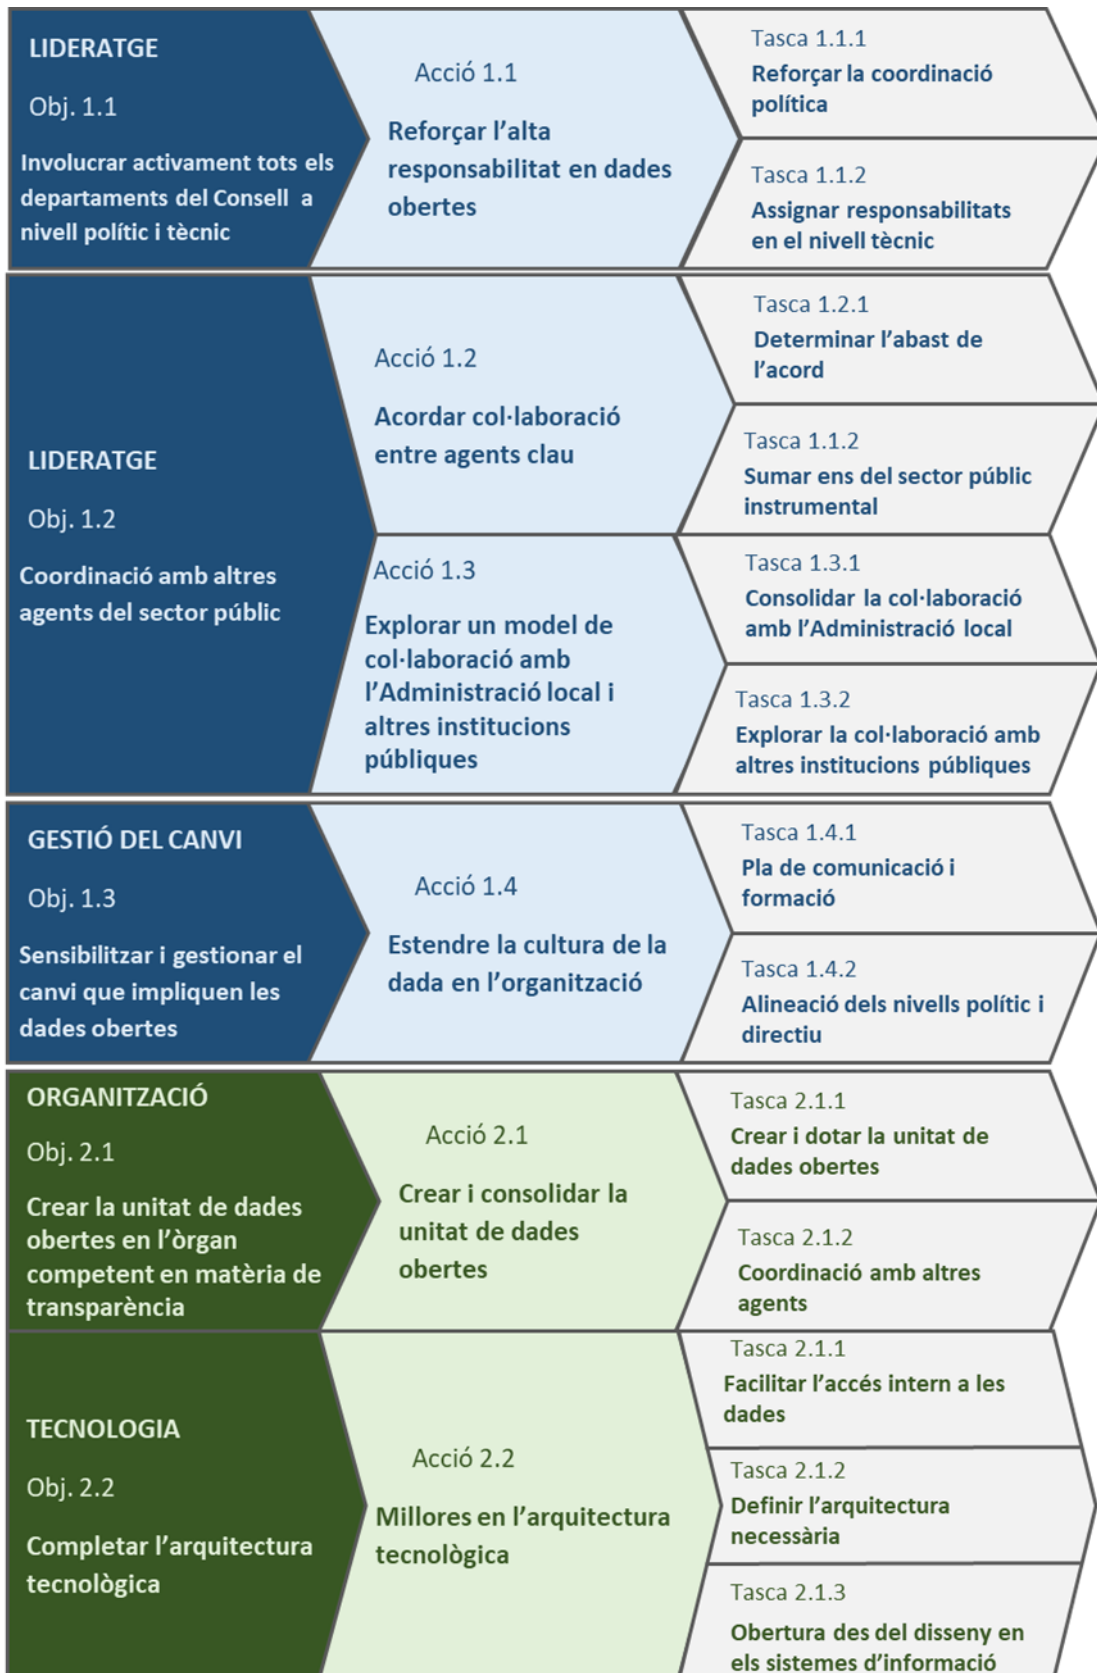 LIDERATGE
Obj. 1.1
Involucrar activament tots els
departaments del Consell a
nivell polític i tècnic
Acció 1.1
Reforçar l’alta
responsabilitat en dades
obertes
Tasca 1.1.1
Reforçar la coordinació
política
Tasca 1.1.2
Assignar responsabilitats
en el nivell tècnic
LIDERATGE
Obj. 1.2
Coordinació amb altres
agents del sector públic
Acció 1.2
Acordar col·laboració
entre agents clau
Tasca 1.2.1
Determinar l’abast de
l’acord
Tasca 1.1.2
Sumar ens del sector públic
instrumental
Acció 1.3
Explorar un model de
col·laboració amb
l’Administració local i
altres institucions
públiques
Tasca 1.3.1
Consolidar la col·laboració
amb l’Administració local
Tasca 1.3.2
Explorar la col·laboració amb
altres institucions públiques
GESTIÓ DEL CANVI
Obj. 1.3
Sensibilitzar i gestionar el
canvi que impliquen les
dades obertes
Acció 1.4
Estendre la cultura de la
dada en l’organització
Tasca 1.4.1
Pla de comunicació i
formació
Tasca 1.4.2
Alineació dels nivells polític i
directiu
ORGANITZACIÓ
Obj. 2.1
Crear la unitat de dades
obertes en l’òrgan
competent en matèria de
transparència
Acció 2.1
Crear i consolidar la
unitat de dades
obertes
Tasca 2.1.1
Crear i dotar la unitat de
dades obertes
Tasca 2.1.2
Coordinació amb altres
agents
TECNOLOGIA
Obj. 2.2
Completar l’arquitectura
tecnològica
Acció 2.2
Millores en l’arquitectura
tecnològica
Tasca 2.1.1
Facilitar l’accés intern a les
dades
Tasca 2.1.2
Definir l’arquitectura
necessària
Tasca 2.1.3
Obertura des del disseny en
els sistemes d’informació